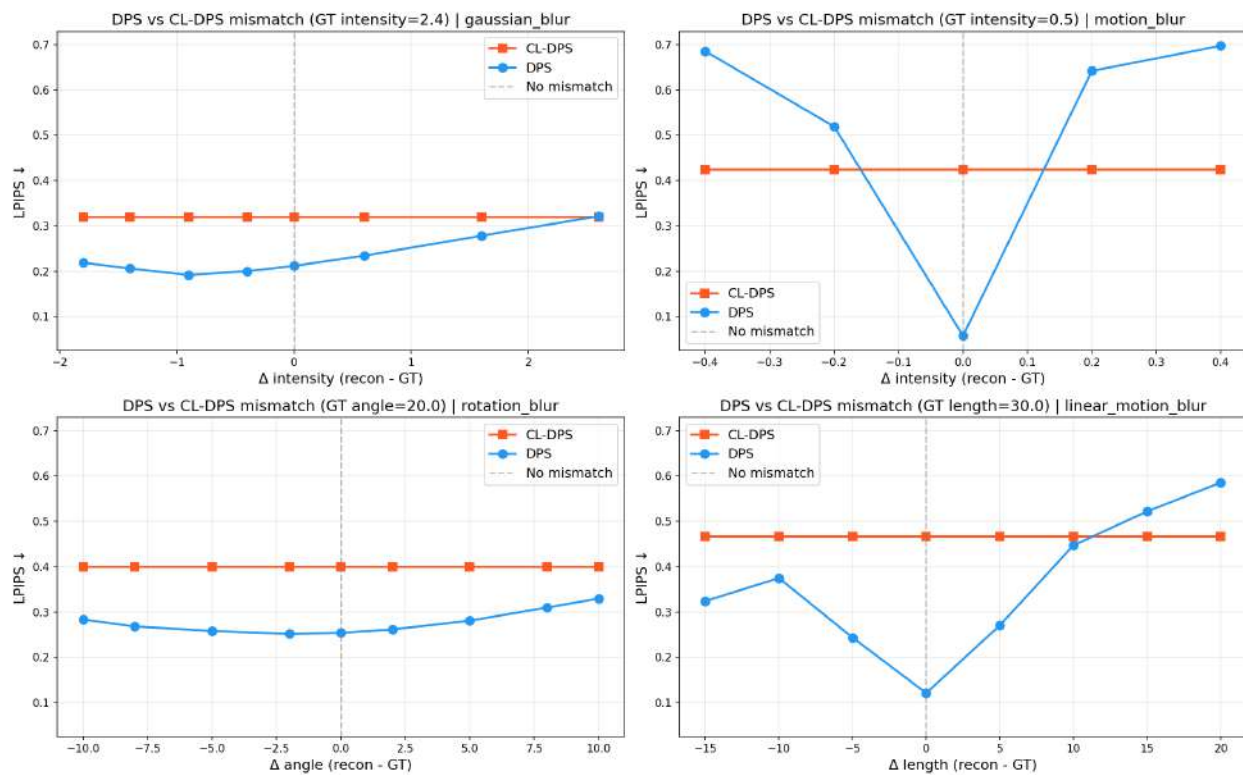 DPS vs CL-DPS mismatch (GT intensity=2.4) | gaussian_blur
0.7
0.6
0.5
0.4
0.3
0.2
0.1
LPIPS ↓
CL-DPS
DPS
No mismatch
−2
−1
0
1
2
Δ intensity (recon - GT)
DPS vs CL-DPS mismatch (GT intensity=0.5) | motion_blur
0.7
0.6
0.5
0.4
0.3
0.2
0.1
LPIPS ↓
CL-DPS
DPS
No mismatch
−0.4
−0.3
−0.2
−0.1
0.0
0.1
0.2
0.3
0.4
Δ intensity (recon - GT)
DPS vs CL-DPS mismatch (GT angle=20.0) | rotation_blur
0.7
0.6
0.5
0.4
0.3
0.2
0.1
LPIPS ↓
CL-DPS
DPS
No mismatch
−10.0
−7.5
−5.0
−2.5
0.0
2.5
5.0
7.5
10.0
Δ angle (recon - GT)
DPS vs CL-DPS mismatch (GT length=30.0) | linear_motion_blur
0.7
0.6
0.5
0.4
0.3
0.2
0.1
LPIPS ↓
CL-DPS
DPS
No mismatch
−15
−10
−5
0
5
10
15
20
Δ length (recon - GT)